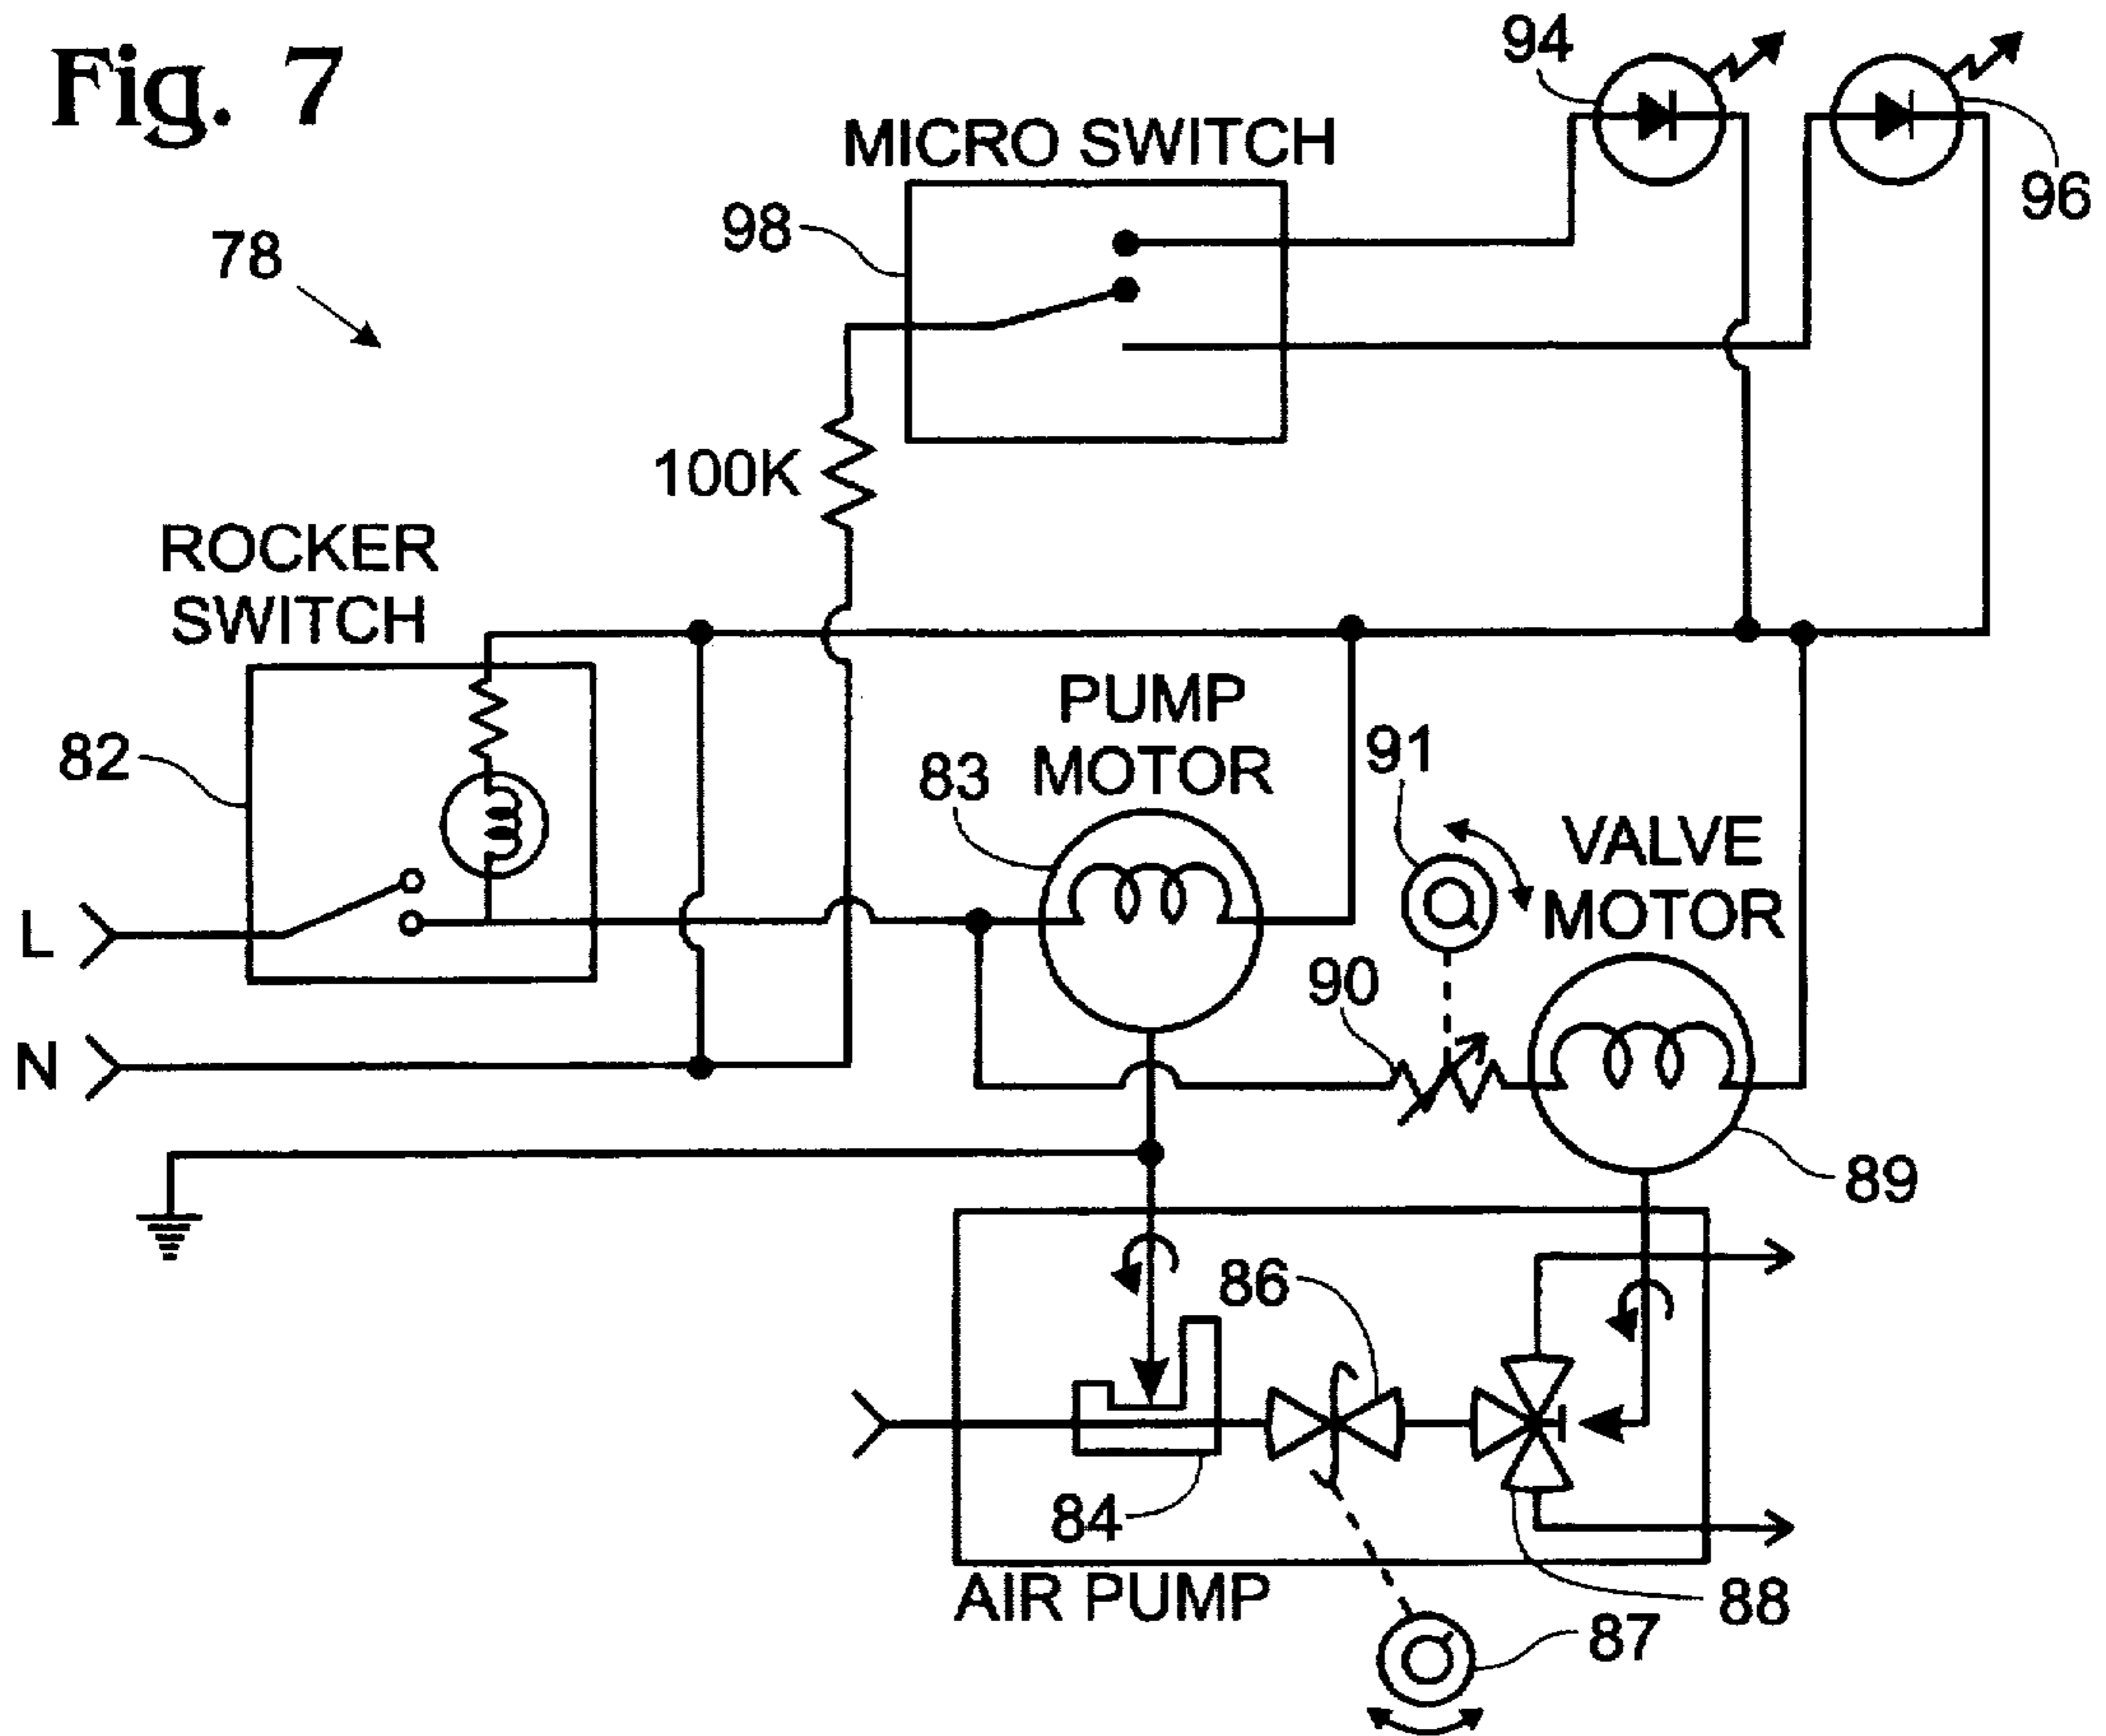 Fig. 7
94
MICRO SWITCH
96
98
78
100K
ROCKER
SWITCH
PUMP
MOTOR
82
83
91
VALVE
MOTOR
L
90
N
89
86
84
AIR PUMP
88
87